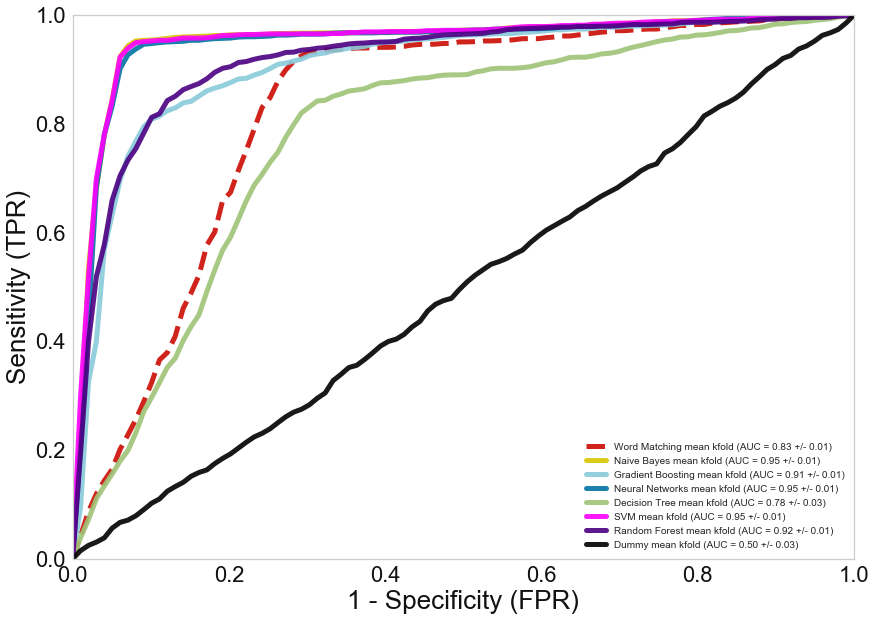 1.0
0.8
0.6
0.4
0.2
0.0
Sensitivity (TPR)
Word Matching mean kfold (AUC = 0.83 +/- 0.01)
Naive Bayes mean kfold (AUC = 0.95 +/- 0.01)
Gradient Boosting mean kfold (AUC = 0.91 +/- 0.01)
Neural Networks mean kfold (AUC = 0.95 +/- 0.01)
Decision Tree mean kfold (AUC = 0.78 +/- 0.03)
SVM mean kfold (AUC = 0.95 +/- 0.01)
Random Forest mean kfold (AUC = 0.92 +/- 0.01)
Dummy mean kfold (AUC = 0.50 +/- 0.03)
0.0 0.2 0.4 0.6 0.8 1.0
1 - Specificity (FPR)